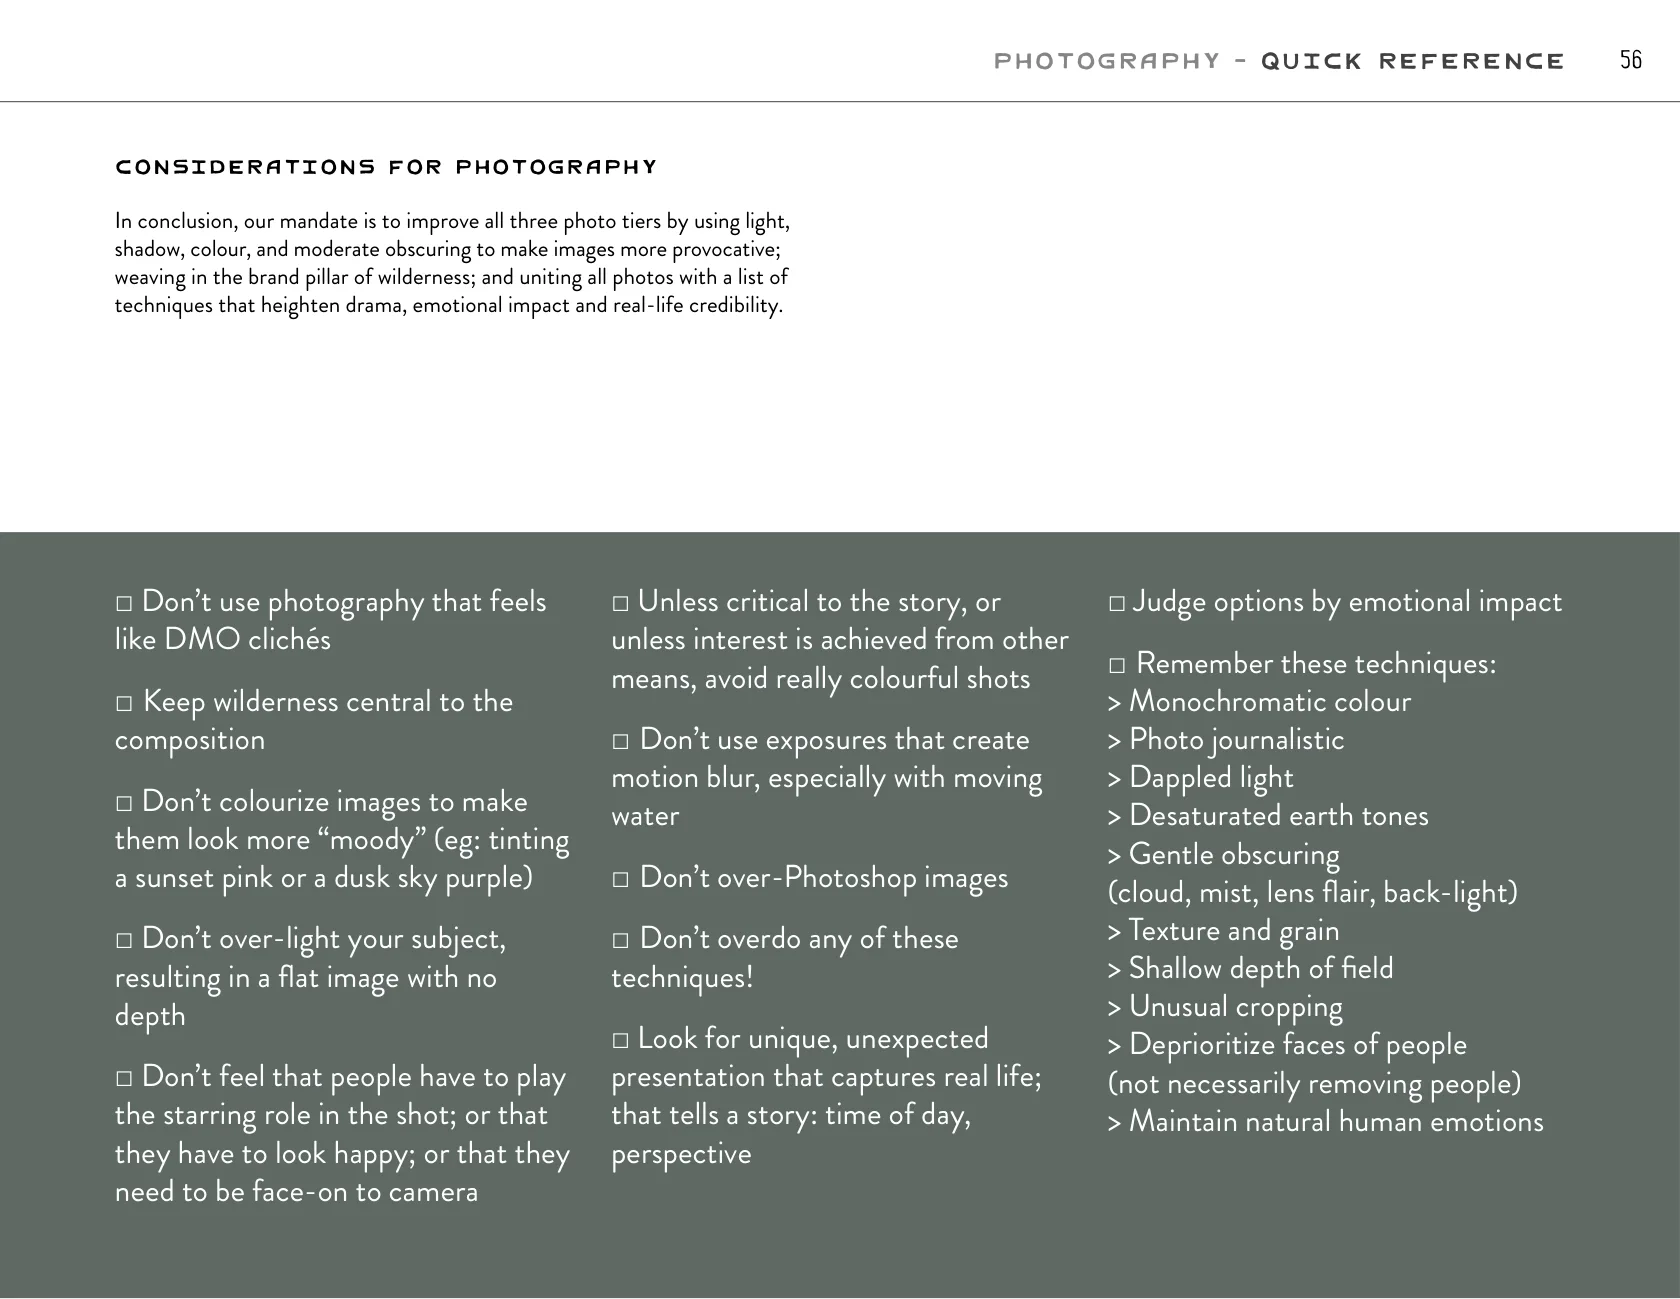 PHOTOGRAPHY - QUICK REFERENCE 56
CONSIDERATIONS FOR PHOTOGRAPHY
In conclusion, our mandate is to improve all three photo tiers by using light,
shadow, colour, and moderate obscuring to make images more provocative;
weaving in the brand pillar of wilderness; and uniting all photos with a list of
techniques that heighten drama, emotional impact and real-life credibility.
□ Don’t use photography that feels
like DMO clichés
□ Keep wilderness central to the
composition
□ Don’t colourize images to make
them look more “moody” (eg: tinting
a sunset pink or a dusk sky purple)
□ Don’t over-light your subject,
resulting in a flat image with no
depth
□ Don’t feel that people have to play
the starring role in the shot; or that
they have to look happy; or that they
need to be face-on to camera
□ Unless critical to the story, or
unless interest is achieved from other
means, avoid really colourful shots
□ Don’t use exposures that create
motion blur, especially with moving
water
□ Don’t over-Photoshop images
□ Don’t overdo any of these
techniques!
□ Look for unique, unexpected
presentation that captures real life;
that tells a story: time of day,
perspective
□ Judge options by emotional impact
□ Remember these techniques:
> Monochromatic colour
> Photo journalistic
> Dappled light
> Desaturated earth tones
> Gentle obscuring
(cloud, mist, lens flair, back-light)
> Texture and grain
> Shallow depth of field
> Unusual cropping
> Deprioritize faces of people
(not necessarily removing people)
> Maintain natural human emotions